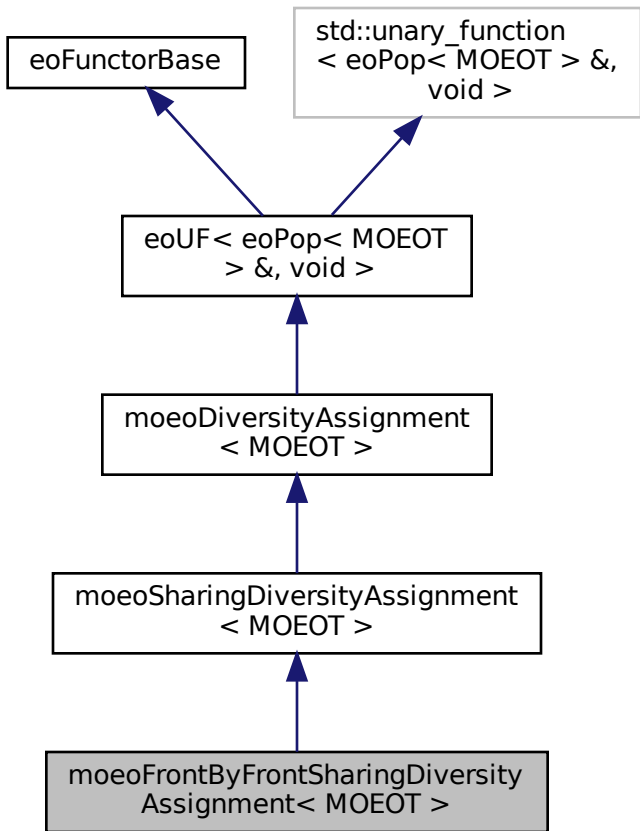 eoFunctorBase
std::unary_function
< eoPop< MOEOT > &,
void >
eoUF< eoPop< MOEOT
> &, void >
moeoDiversityAssignment
< MOEOT >
moeoSharingDiversityAssignment
< MOEOT >
moeoFrontByFrontSharingDiversity
Assignment< MOEOT >